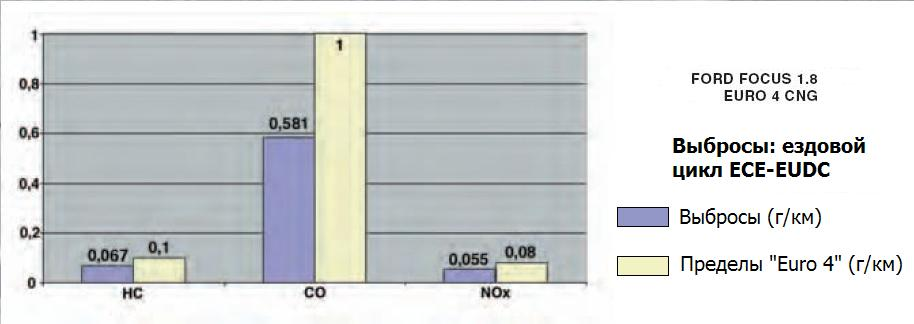 1
0,8
0,6
0,4
0,2
0
0,067
0,1
0,581
1
0,055
0,08
HC
CO
NOx
FORD FOCUS 1.8
EURO 4 CNG
Выбросы: ездовой
цикл ECE-EUDC
Выбросы (г/км)
Пределы "Euro 4" (г/км)